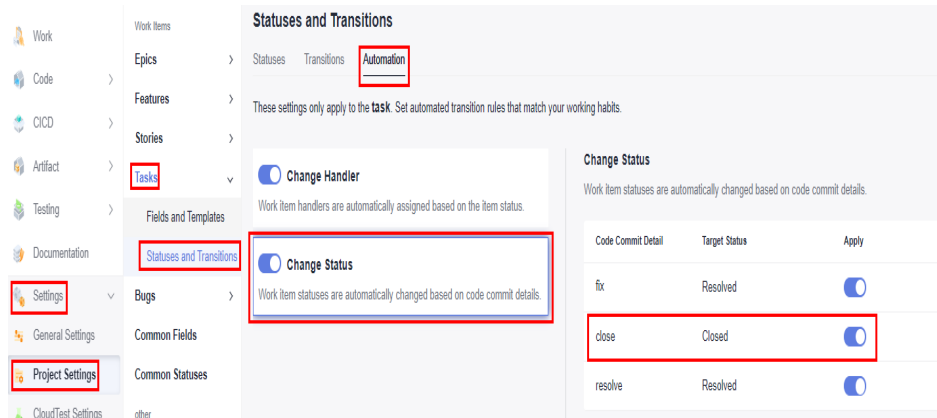 Work
Code
CICD
Artifact
Testing
Documentation
Settings
General Settings
Project Settings
CloudTest Settings
Work Items
Epics
Features
Stories
Tasks
Fields and Templates
Statuses and Transitions
Bugs
Common Fields
Common Statuses
other
Statuses and Transitions
Statuses Transitions Automation
These settings only apply to the task. Set automated transition rules that match your working habits.
Change Handler
Work item handlers are automatically assigned based on the item status.
Change Status
Work item statuses are automatically changed based on code commit details.
Change Status
Work item statuses are automatically changed based on code commit details.
Code Commit Detail Target Status Apply
fix Resolved
close Closed
resolve Resolved